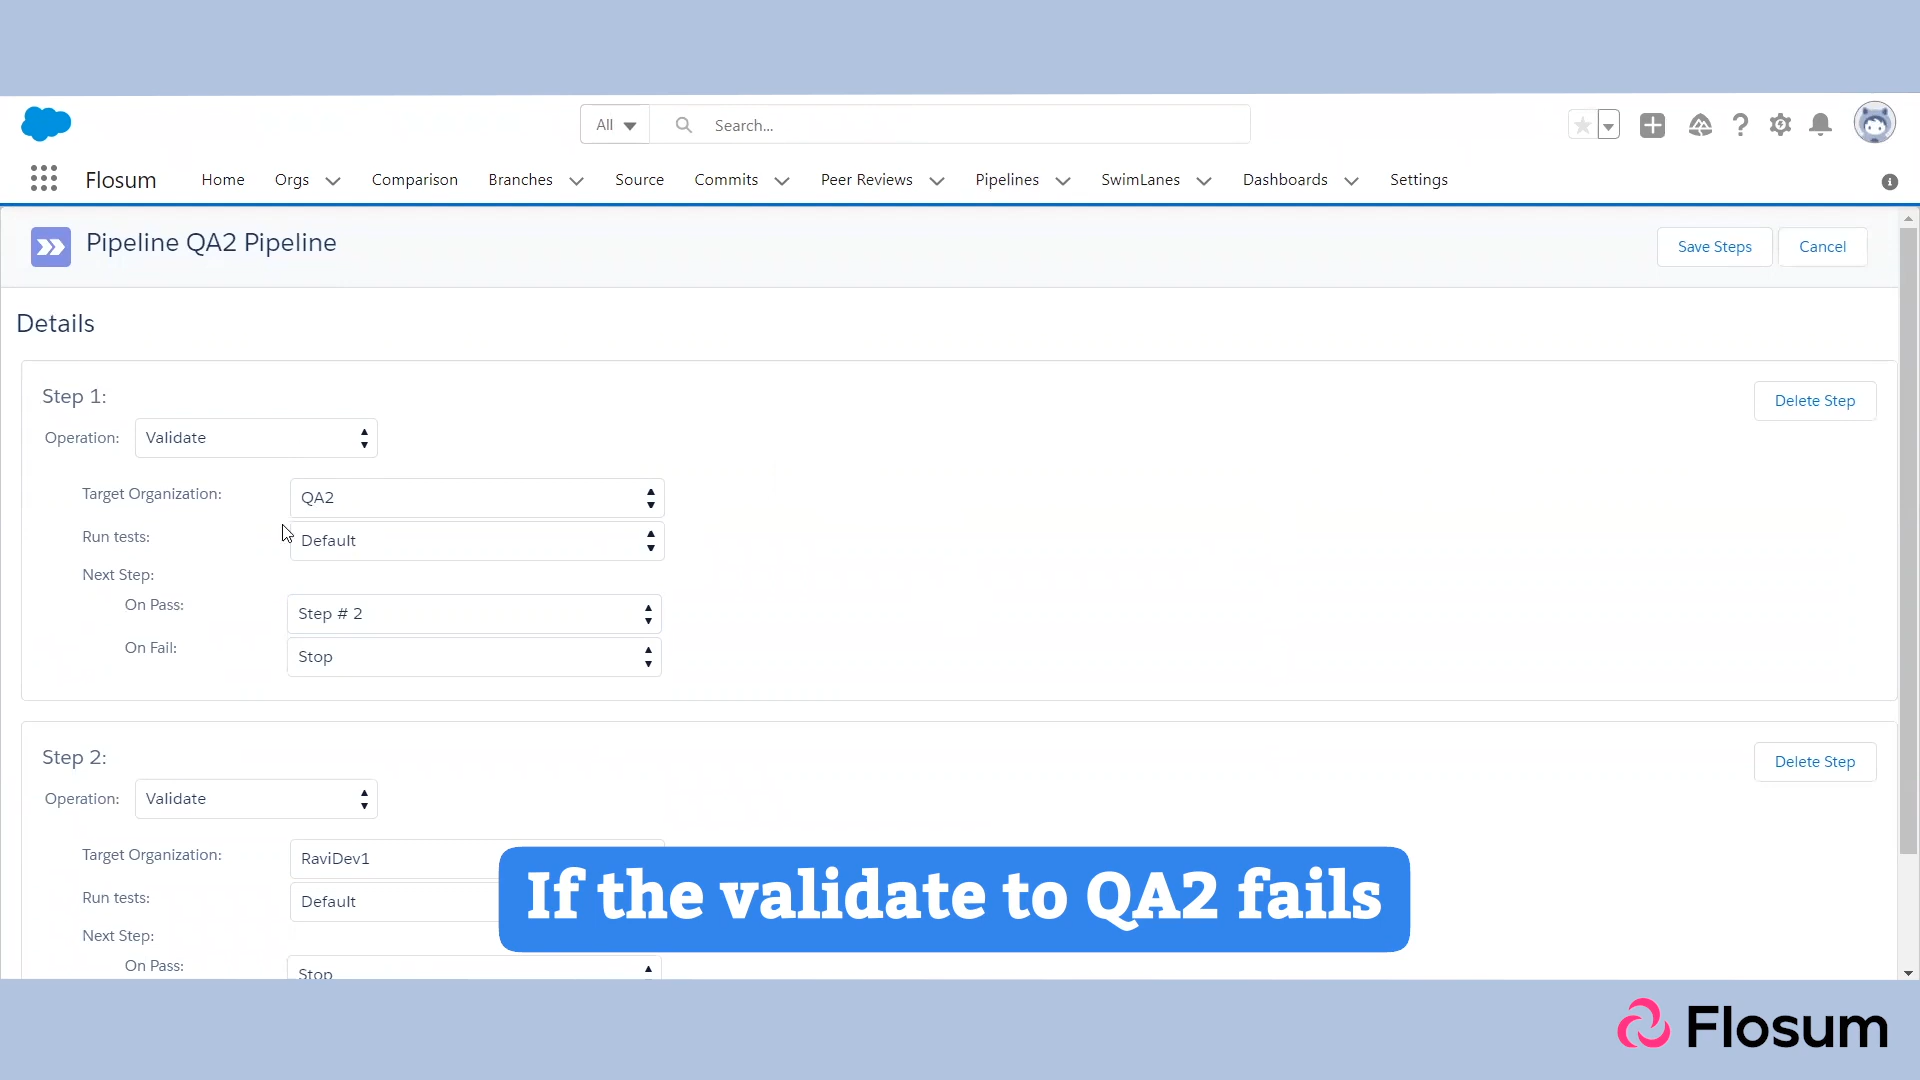 All
Search...
Flosum
Home
Orgs
Comparison
Branches
Source
Commits
Peer Reviews
Pipelines
SwimLanes
Dashboards
Settings
Pipeline QA2 Pipeline
Save Steps
Cancel
Details
Step 1:
Delete Step
Operation:
Validate
Target Organization:
QA2
Run tests:
Default
Next Step:
On Pass:
Step # 2
On Fail:
Stop
Step 2:
Delete Step
Operation:
Validate
Target Organization:
RaviDev1
Run tests:
Default
If the validate to QA2 fails
Next Step:
On Pass:
Stop
Flosum